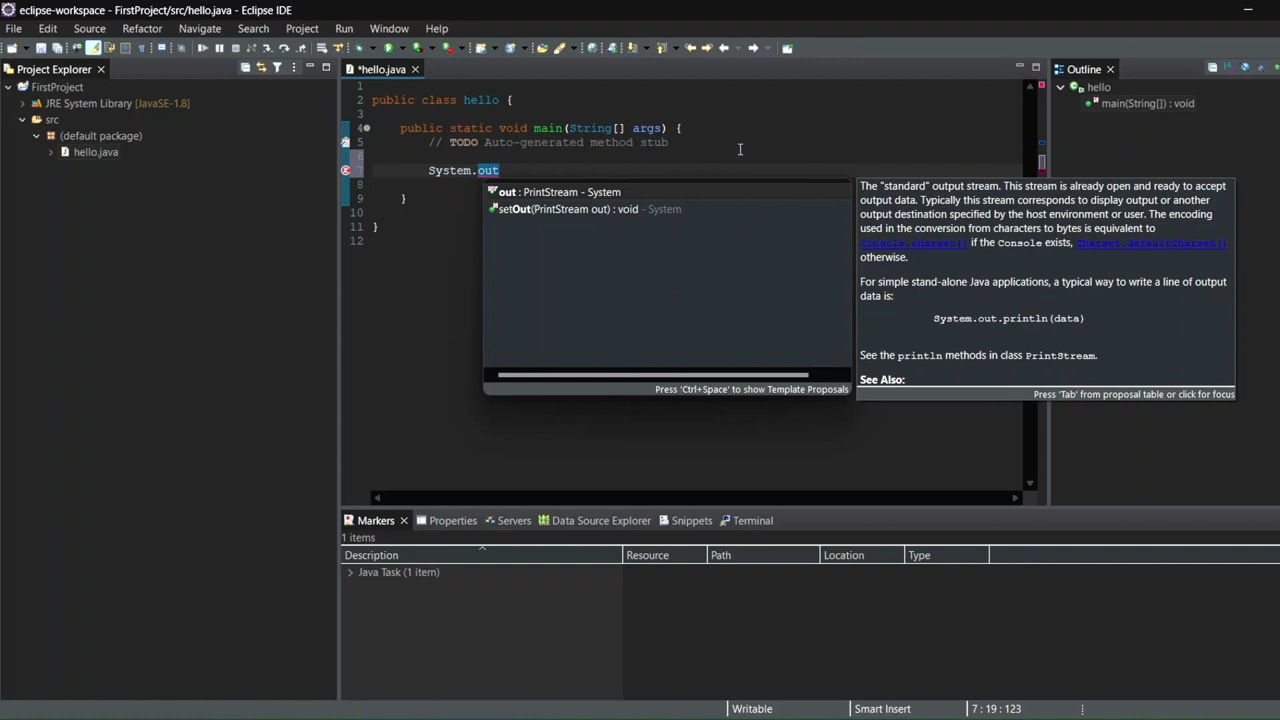 eclipse-workspace - FirstProject/src/hello.java - Eclipse IDE
File Edit Source Refactor Navigate Search Project Run Window Help
Project Explorer
FirstProject
JRE System Library [JavaSE-1.8]
src
(default package)
hello.java
*hello.java
1
2 public class hello {
3
4 public static void main(String[] args) {
5 // TODO Auto-generated method stub
6
7 System.out
8
9 }
10
11 }
12
out : PrintStream - System
setOut(PrintStream out) : void - System
Press 'Ctrl+Space' to show Template Proposals
The "standard" output stream. This stream is already open and ready to accept
output data. Typically this stream corresponds to display output or another
output destination specified by the host environment or user. The encoding
used in the conversion from characters to bytes is equivalent to
Console.charset() if the Console exists, Charset.defaultCharset()
otherwise.
For simple stand-alone Java applications, a typical way to write a line of output
data is:
System.out.println(data)
See the println methods in class PrintStream.
See Also:
Press 'Tab' from proposal table or click for focus
Outline
hello
main(String[]) : void
Markers Properties Servers Data Source Explorer Snippets Terminal
1 items
Description Resource Path Location Type
Java Task (1 item)
Writable Smart Insert 7 : 19 : 123